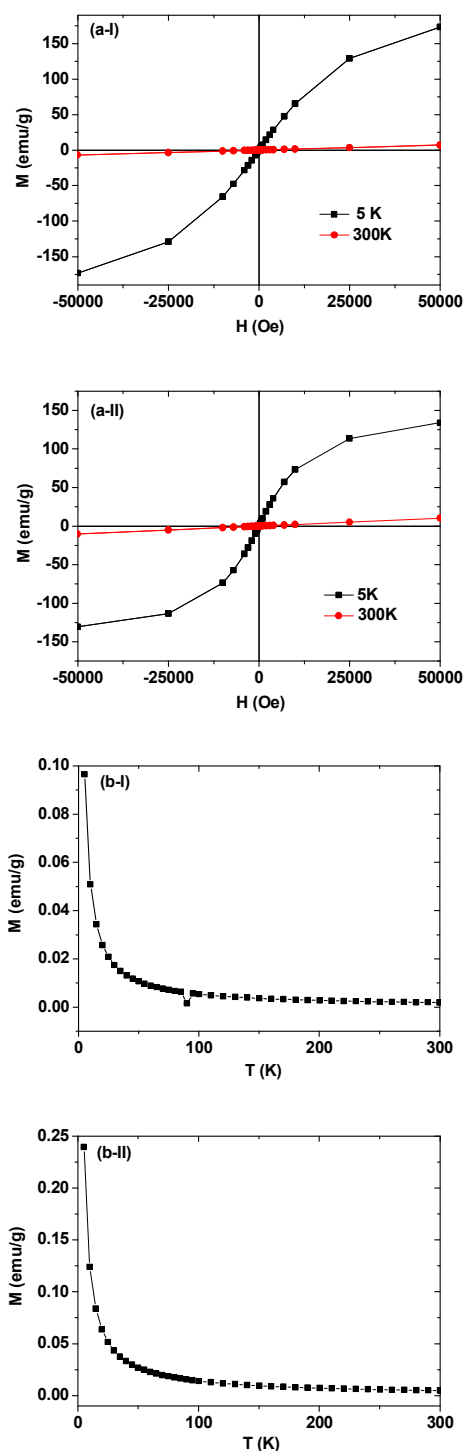 (a-I)
150
100
50
0
-50
-100
-150
M (emu/g)
5 K
300K
-50000 -25000 0 25000 50000
H (Oe)
(a-II)
150
100
50
0
-50
-100
-150
M (emu/g)
5K
300K
-50000 -25000 0 25000 50000
H (Oe)
(b-I)
0.10
0.08
0.06
0.04
0.02
0.00
M (emu/g)
0 100 200 300
T (K)
(b-II)
0.25
0.20
0.15
0.10
0.05
0.00
M (emu/g)
0 100 200 300
T (K)